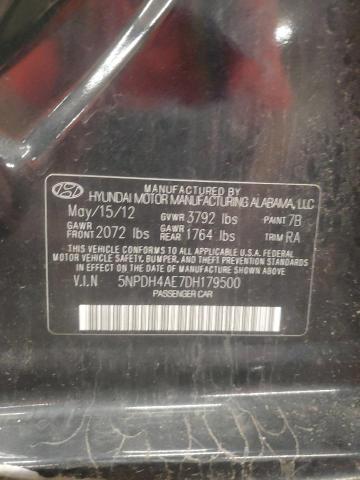 HYUNDAI MOTOR MANUFACTURING ALABAMA, LLC
May/15/12 GVWR 3792 lbs PAINT 7B
GAWR FRONT 2072 lbs GAWR REAR 1764 lbs TRIM RA
THIS VEHICLE CONFORMS TO ALL APPLICABLE U.S.A. FEDERAL
MOTOR VEHICLE SAFETY, BUMPER, AND THEFT PREVENTION STANDARDS
IN EFFECT ON THE DATE OF MANUFACTURE SHOWN ABOVE.
V.I.N 5NPDH4AE7DH179500
PASSENGER CAR